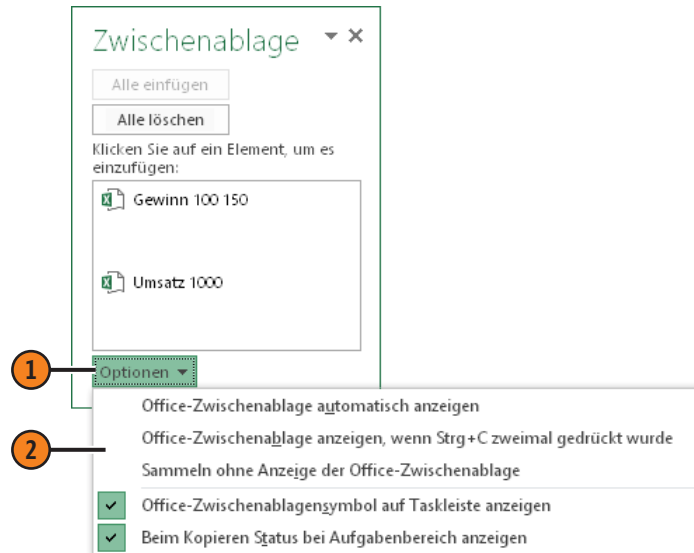 Zwischenablage
Alle einfügen
Alle löschen
Klicken Sie auf ein Element, um es
einzufügen:
Gewinn 100 150
Umsatz 1000
1
Optionen
Office-Zwischenablage automatisch anzeigen
2
Office-Zwischenablage anzeigen, wenn Strg+C zweimal gedrückt wurde
Sammeln ohne Anzeige der Office-Zwischenablage
Office-Zwischenablagensymbol auf Taskleiste anzeigen
Beim Kopieren Status bei Aufgabenbereich anzeigen